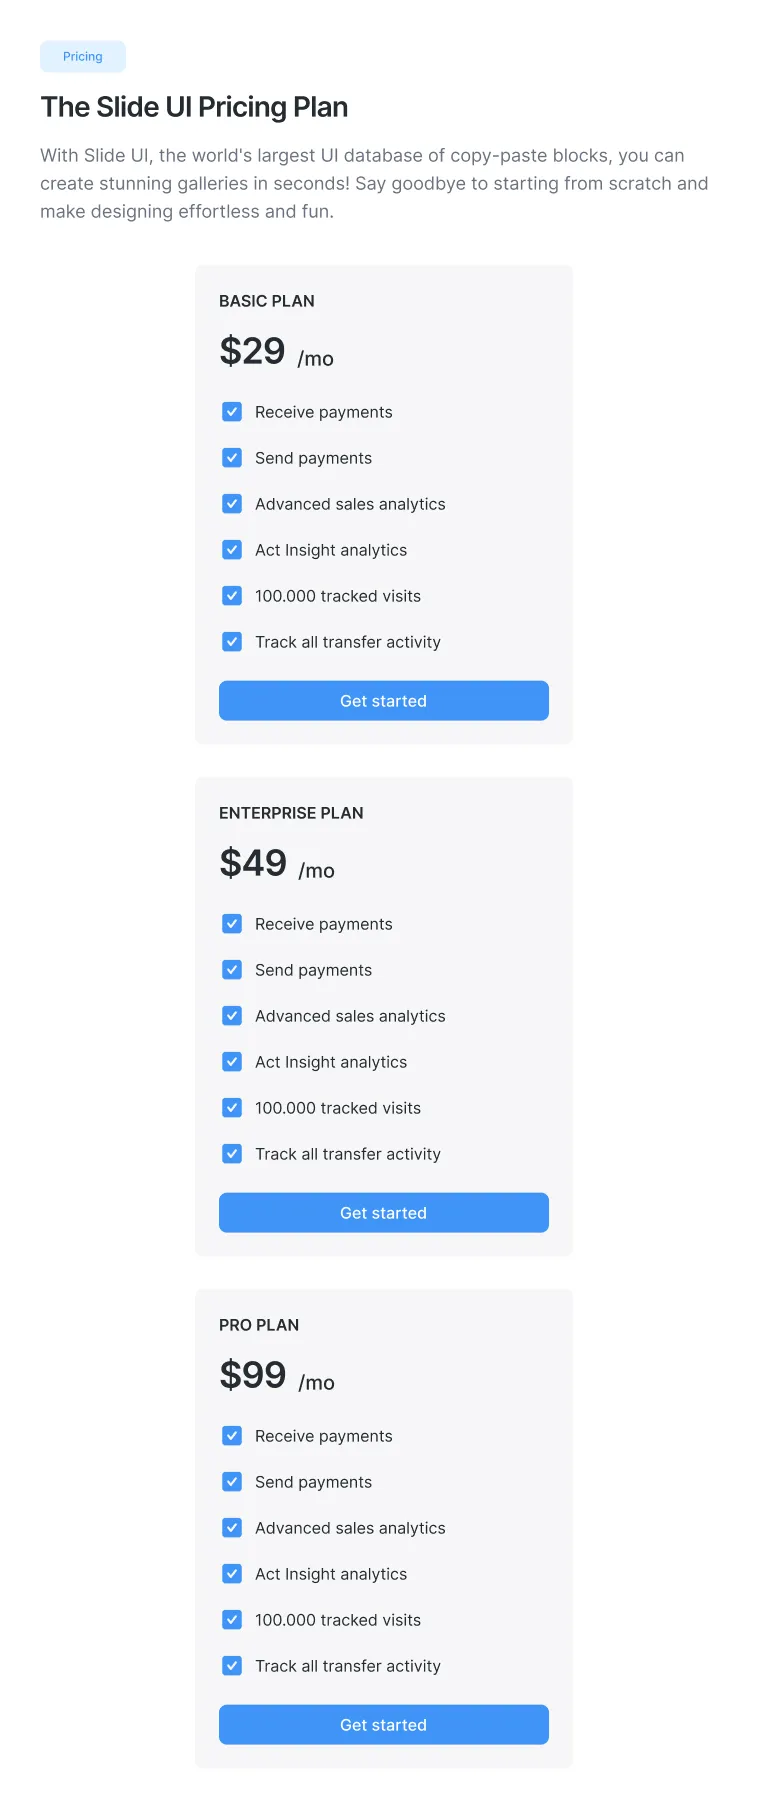 Pricing
The Slide UI Pricing Plan
With Slide UI, the world's largest UI database of copy-paste blocks, you can
create stunning galleries in seconds! Say goodbye to starting from scratch and
make designing effortless and fun.
BASIC PLAN
$29 /mo
Receive payments
Send payments
Advanced sales analytics
Act Insight analytics
100.000 tracked visits
Track all transfer activity
Get started
ENTERPRISE PLAN
$49 /mo
Receive payments
Send payments
Advanced sales analytics
Act Insight analytics
100.000 tracked visits
Track all transfer activity
Get started
PRO PLAN
$99 /mo
Receive payments
Send payments
Advanced sales analytics
Act Insight analytics
100.000 tracked visits
Track all transfer activity
Get started